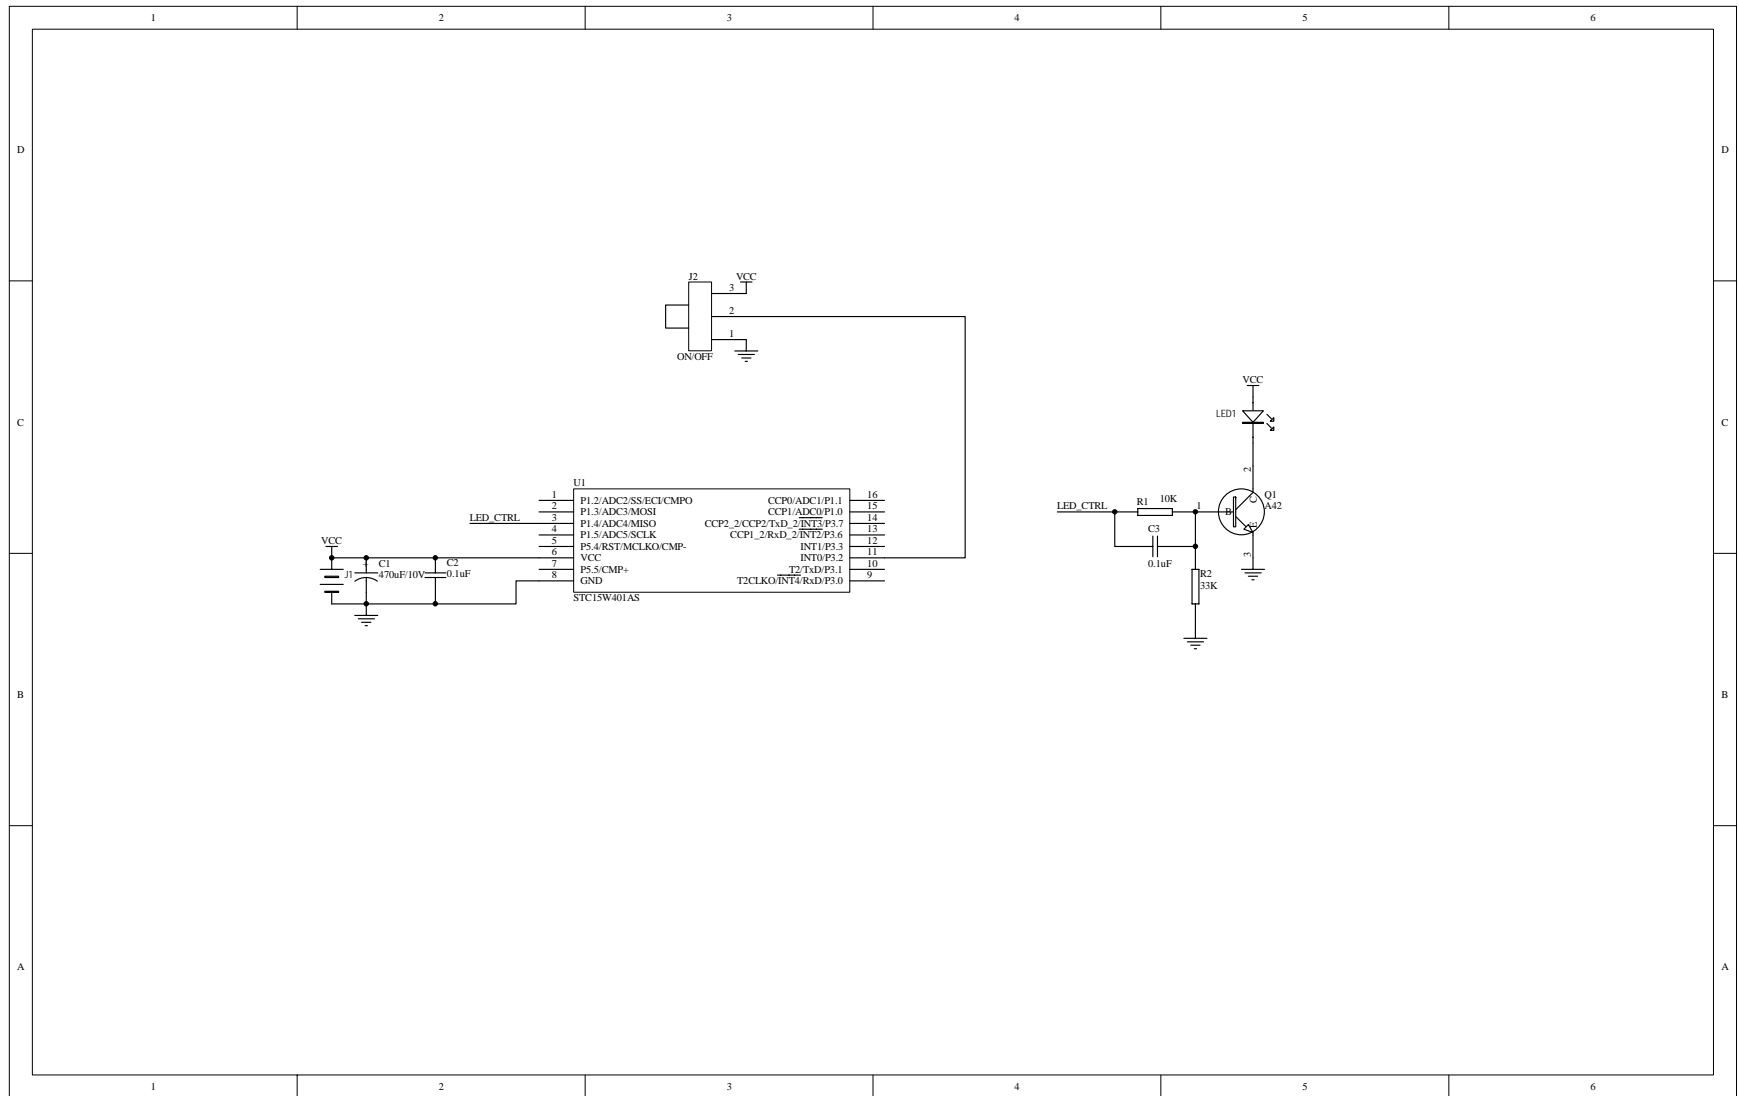 1 2 3 4 5 6
D D
J2 VCC
3
2
1
ON/OFF
VCC
C LED1 C
2
U1
1 P1.2/ADC2/SS/ECI/CMPO CCP0/ADC1/P1.1 16
2 P1.3/ADC3/MOSI CCP1/ADC0/P1.0 15
LED_CTRL 3 P1.4/ADC4/MISO CCP2_2/CCP2/TxD_2/INT3/P3.7 14
4 P1.5/ADC5/SCLK CCP1_2/RxD_2/INT2/P3.6 13
5 P5.4/RST/MCLKO/CMP- INT1/P3.3 12
6 VCC INT0/P3.2 11
7 P5.5/CMP+ T2/TxD/P3.1 10
8 GND T2CLKO/INT4/RxD/P3.0 9
STC15W401AS
VCC
J1
+
C1
470uF/10V
C2
0.1uF
LED_CTRL R1 10K 1 B C E Q1
A42
3
C3
0.1uF
R2
33K
B B
A A
1 2 3 4 5 6